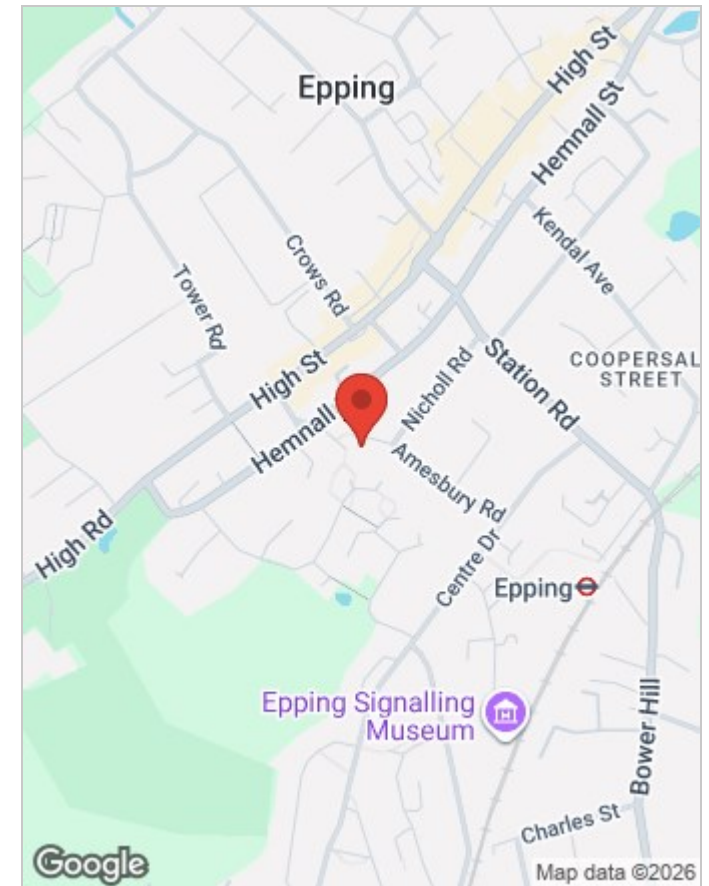 High St
Epping
Hemnall St
Kendal Ave
Crows Rd
Tower Rd
COOPERSAL
STREET
Station Rd
Nicholl Rd
High St
Hemnall
Amesbury Rd
High Rd
Centre Dr
Epping
Epping Signalling
Museum
Bower Hill
Charles St
Google
Map data ©2026